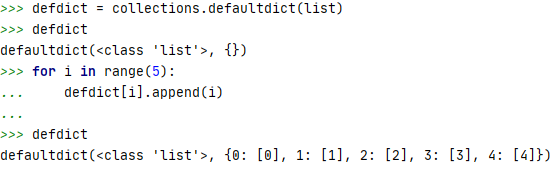 >>> defdict = collections.defaultdict(list)
>>> defdict
defaultdict(<class 'list'>, {})
>>> for i in range(5):
...     defdict[i].append(i)
...
>>> defdict
defaultdict(<class 'list'>, {0: [0], 1: [1], 2: [2], 3: [3], 4: [4]})